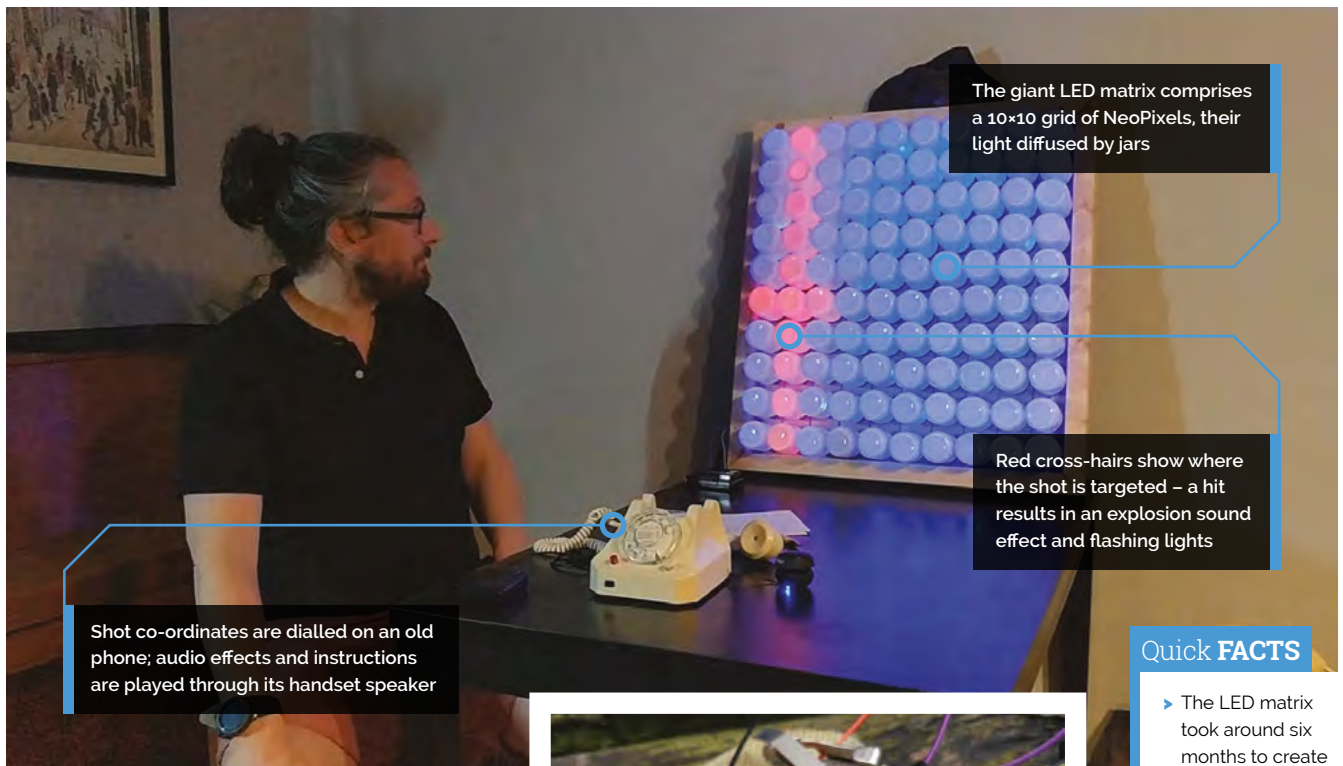 The giant LED matrix comprises
a 10×10 grid of NeoPixels, their
light diffused by jars
Red cross-hairs show where
the shot is targeted – a hit
results in an explosion sound
effect and flashing lights
Shot co-ordinates are dialled on an old
phone; audio effects and instructions
are played through its handset speaker
Quick FACTS
> The LED matrix
took around six
months to create